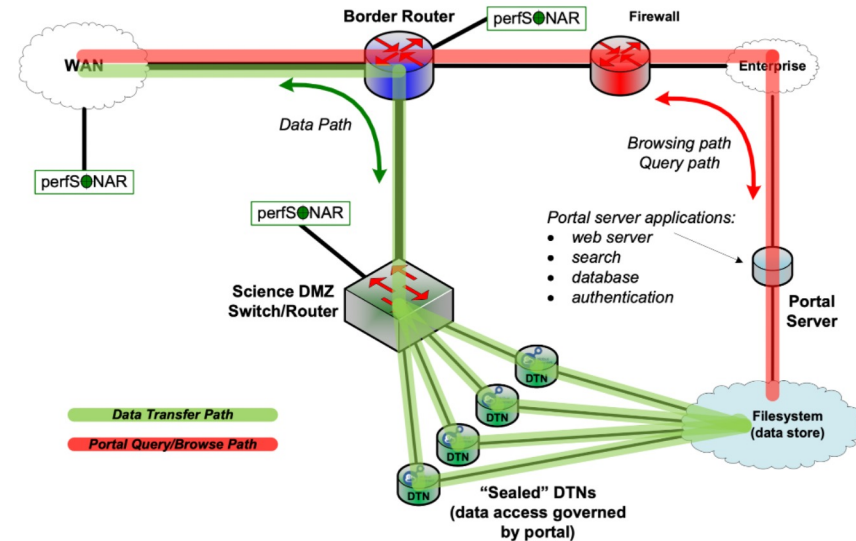 Border Router
perfSONAR
Firewall
WAN
Enterprise
Data Path
Browsing path
Query path
perfSONAR
perfSONAR
Portal server applications:
• web server
• search
• database
• authentication
Science DMZ
Switch/Router
Portal
Server
DTN
DTN
DTN
DTN
Data Transfer Path
Portal Query/Browse Path
Filesystem
(data store)
“Sealed” DTNs
(data access governed
by portal)